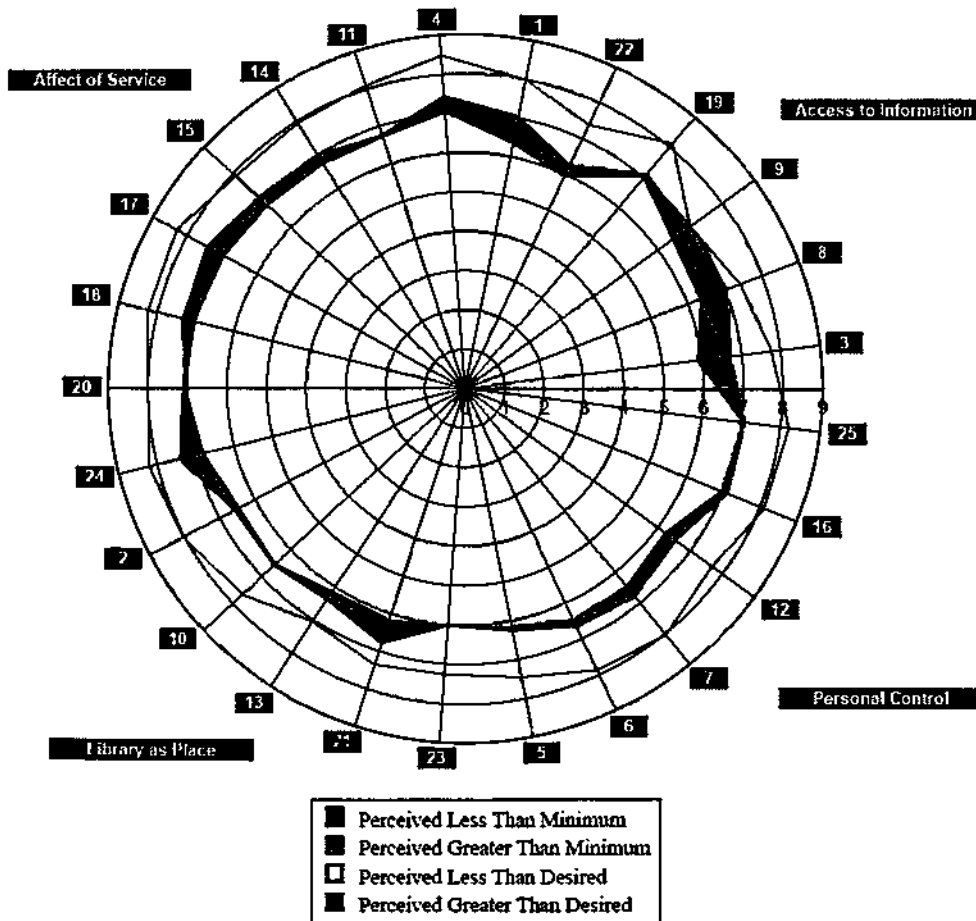 4
1
11
22
14
19
Affect of Service
Access to Information
15
9
17
8
18
3
20
1 2 3 4 5 6 7 8 9
25
24
16
2
12
10
7
Personal Control
13
6
21
5
23
Library as Place
Perceived Less Than Minimum
Perceived Greater Than Minimum
Perceived Less Than Desired
Perceived Greater Than Desired